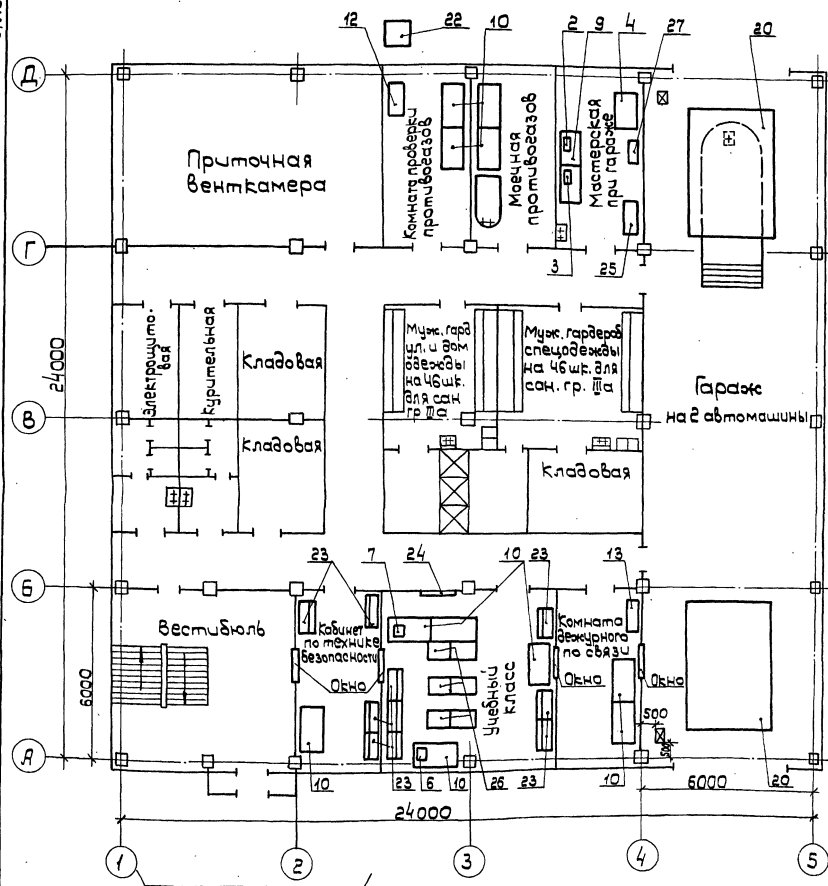 12
22
10
2
9
4
27
20
Д
Приточная
венткамера
Комната проверки
противогазов
Моечная
противогазов
Мастерская
при гараже
Г
3
25
24000
Электрощито-
вая
Курительная
Кладовая
Муж. гард
ул. и дом
одежды
на 46шк.
для сан
гр IIIа
Муж. гардероб
спецодежды
на 46 шк. для
сан. гр. IIIа
Гараж
на 2 автомашины
В
Кладовая
Кладовая
Б
23
7
24
10
23
13
Вестибюль
Кабинет
по технике
безопасности
Окно
Учебный
класс
Комната
дежурного
по связи
Окно
Окно
6000
500
500
А
10
23
6
10
26
23
10
20
6000
24000
1
2
3
4
5